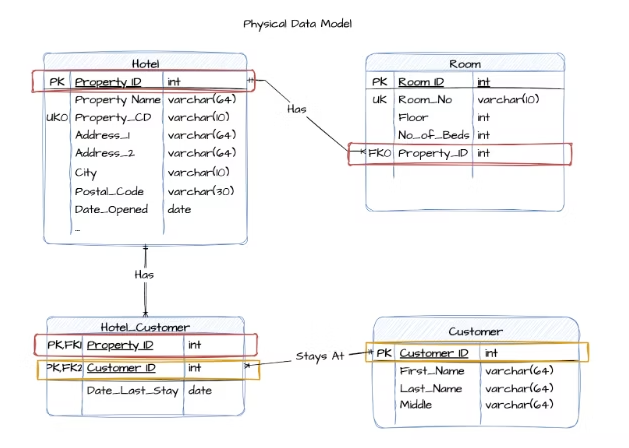 Physical Data Model
Hotel
PK Property ID int
Property Name varchar(64)
UK0 Property_CD varchar(10)
Address_1 varchar(64)
Address_2 varchar(64)
City varchar(10)
Postal_Code varchar(30)
Date_Opened date
...
Has
Room
PK Room ID int
UK Room_No varchar(10)
Floor int
No_of_Beds int
FK0 Property_ID int
Has
Hotel_Customer
PK,FK1 Property ID int
PK,FK2 Customer ID int
Date_Last_Stay date
Stays At
Customer
PK Customer ID int
First_Name varchar(64)
Last_Name varchar(64)
Middle varchar(64)